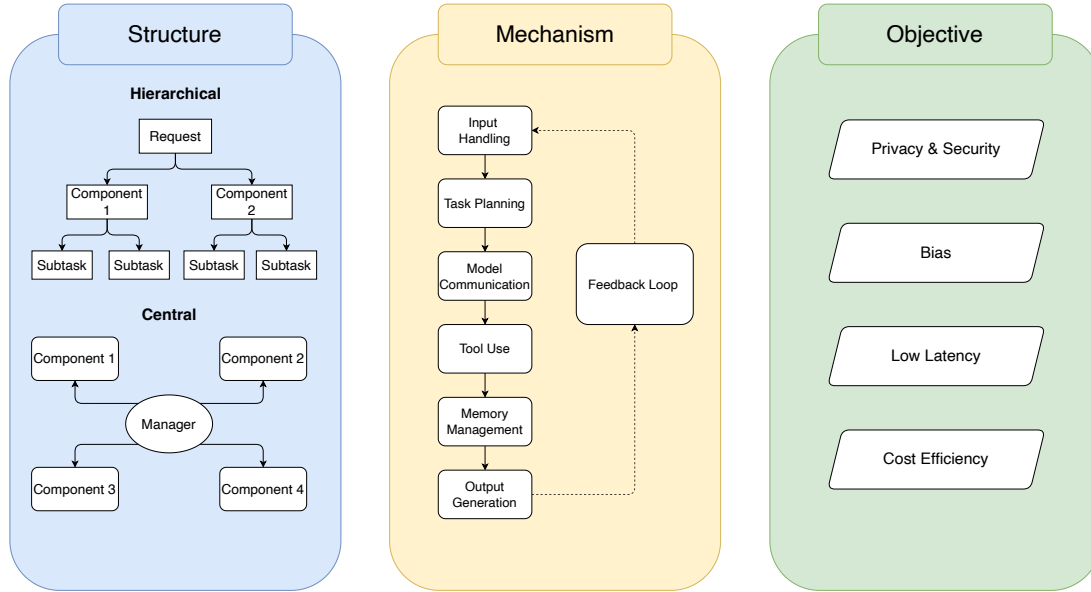 Structure
Hierarchical
Request
Component
1
Component
2
Subtask
Subtask
Subtask
Subtask
Central
Component 1
Component 2
Manager
Component 3
Component 4
Mechanism
Input
Handling
Task Planning
Model
Communication
Tool Use
Memory
Management
Output
Generation
Feedback Loop
Objective
Privacy & Security
Bias
Low Latency
Cost Efficiency